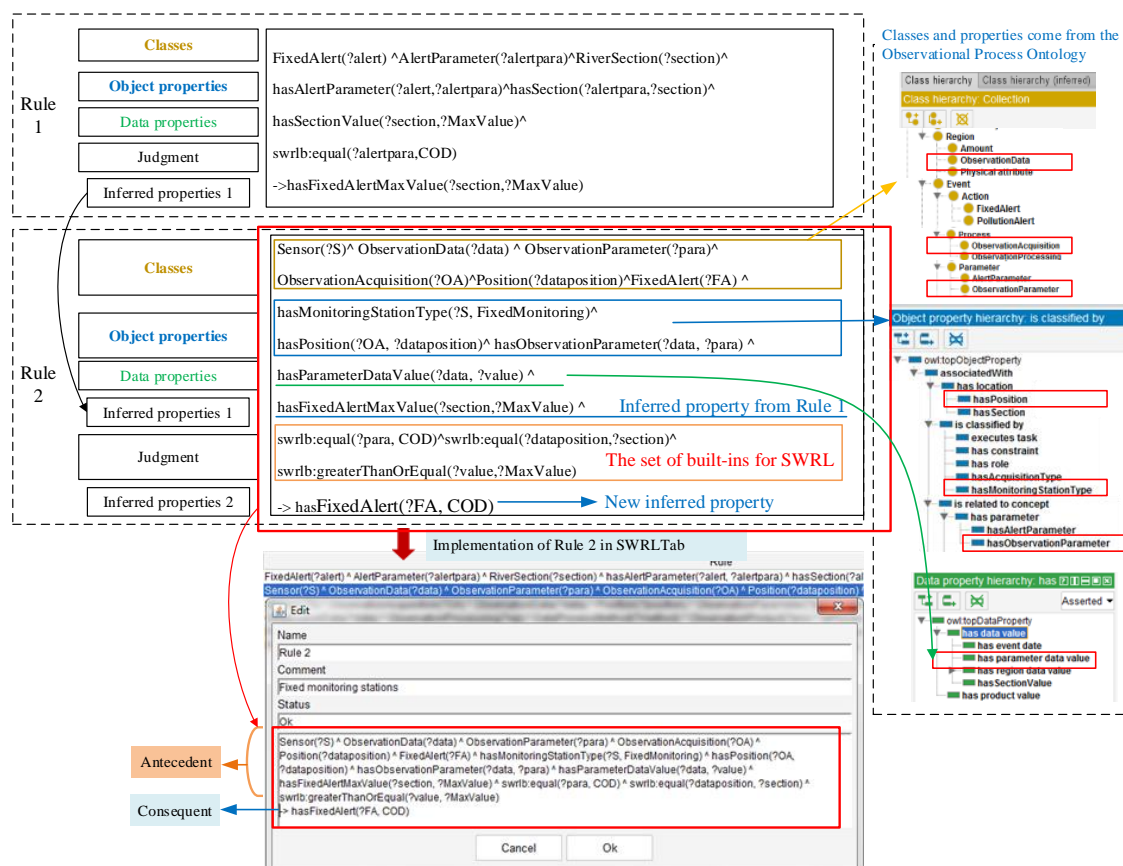 Classes
Object properties
Data properties
Judgment
Inferred properties 1
Rule
1
FixedAlert(?alert) ^AlertParameter(?alertpara)^RiverSection(?section)^
hasAlertParameter(?alert,?alertpara)^hasSection(?alertpara,?section)^
hasSectionValue(?section,?MaxValue)^
swrlb:equal(?alertpara,COD)
->hasFixedAlertMaxValue(?section,?MaxValue)
Classes
Object properties
Data properties
Inferred properties 1
Judgment
Inferred properties 2
Rule
2
Sensor(?S)^ ObservationData(?data) ^ ObservationParameter(?para)^
ObservationAcquisition(?OA)^Position(?dataposition)^FixedAlert(?FA) ^
hasMonitoringStationType(?S, FixedMonitoring)^
hasPosition(?OA, ?dataposition)^ hasObservationParameter(?data, ?para) ^
hasParameterDataValue(?data, ?value) ^
hasFixedAlertMaxValue(?section,?MaxValue) ^ Inferred property from Rule 1
swrlb:equal(?para, COD)^swrlb:equal(?dataposition,?section)^
swrlb:greaterThanOrEqual(?value,?MaxValue)
The set of built-ins for SWRL
-> hasFixedAlert(?FA, COD)
New inferred property
Implementation of Rule 2 in SWRLTab
Rule
FixedAlert(?alert) ^ AlertParameter(?alertpara) ^ RiverSection(?section) ^ hasAlertParameter(?alert, ?alertpara) ^ hasSection(?al
Sensor(?S) ^ ObservationData(?data) ^ ObservationParameter(?para) ^ ObservationAcquisition(?OA) ^ Position(?dataposition) ^
Edit
Name
Rule 2
Comment
Fixed monitoring stations
Status
Ok
Sensor(?S) ^ ObservationData(?data) ^ ObservationParameter(?para) ^ ObservationAcquisition(?OA) ^
Position(?dataposition) ^ FixedAlert(?FA) ^ hasMonitoringStationType(?S, FixedMonitoring) ^ hasPosition(?OA,
?dataposition) ^ hasObservationParameter(?data, ?para) ^ hasParameterDataValue(?data, ?value) ^
hasFixedAlertMaxValue(?section, ?MaxValue) ^ swrlb:equal(?para, COD) ^ swrlb:equal(?dataposition, ?section) ^
swrlb:greaterThanOrEqual(?value, ?MaxValue)
-> hasFixedAlert(?FA, COD)
Cancel
Ok
Antecedent
Consequent
Classes and properties come from the
Observational Process Ontology
Class hierarchy
Class hierarchy (inferred)
Class hierarchy: Collection
Region
Amount
ObservationData
Physical attribute
Event
Action
FixedAlert
PollutionAlert
Process
ObservationAcquisition
ObservationProcessing
Parameter
AlertParameter
ObservationParameter
Object property hierarchy: is classified by
owl:topObjectProperty
associatedWith
has location
hasPosition
hasSection
is classified by
executes task
has constraint
has role
hasAcquisitionType
hasMonitoringStationType
is related to concept
has parameter
hasAlertParameter
hasObservationParameter
Data property hierarchy: has
Asserted
owl:topDataProperty
has data value
has event date
has parameter data value
has region data value
hasSectionValue
has product value